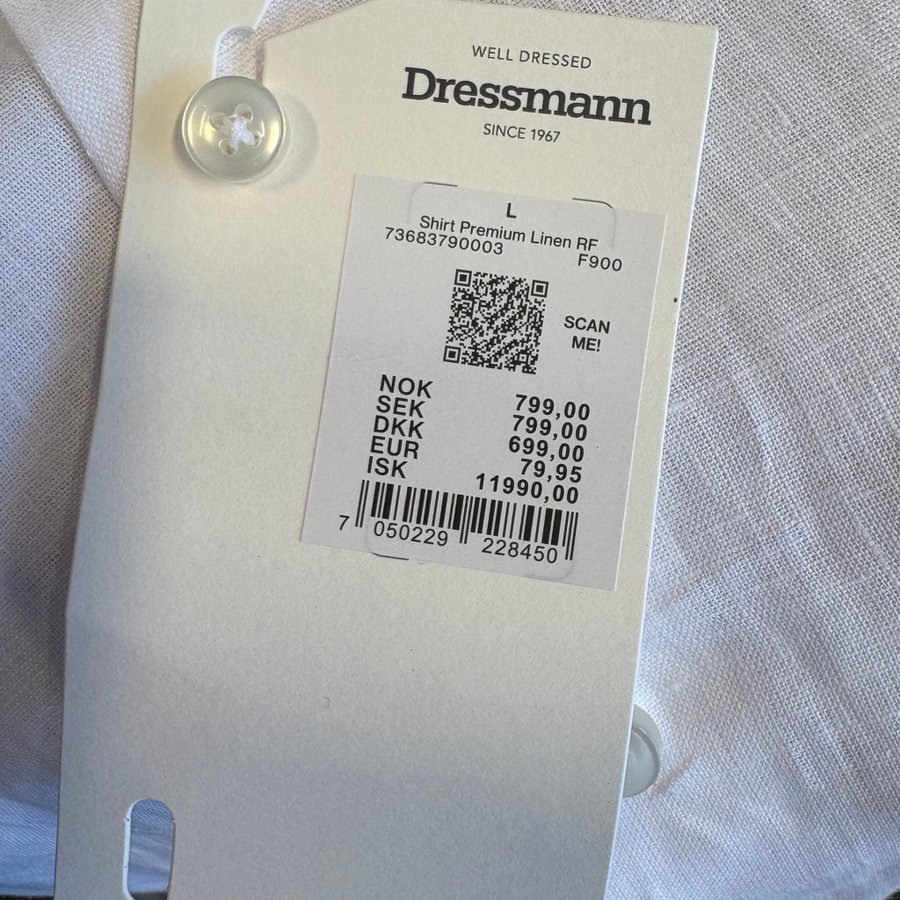 WELL DRESSED
Dressmann
SINCE 1967
L
Shirt Premium Linen RF
73683790003 F900
SCAN
ME!
NOK 799,00
SEK 799,00
DKK 699,00
EUR 79,95
ISK 11990,00
7 050229 228450